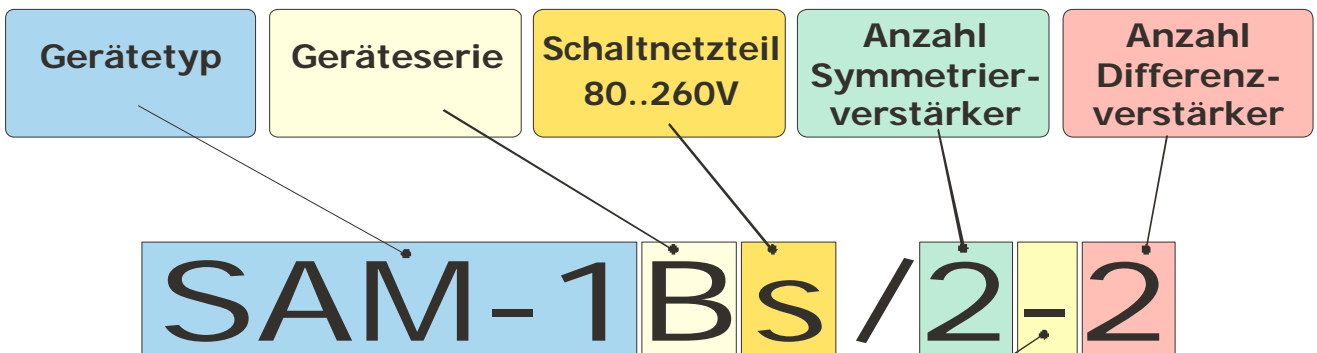 Gerätetyp
Geräteserie
Schaltnetzteil
80..260V
Anzahl
Symmetrier-
verstärker
Anzahl
Differenz-
verstärker
SAM-1Bs/2-2